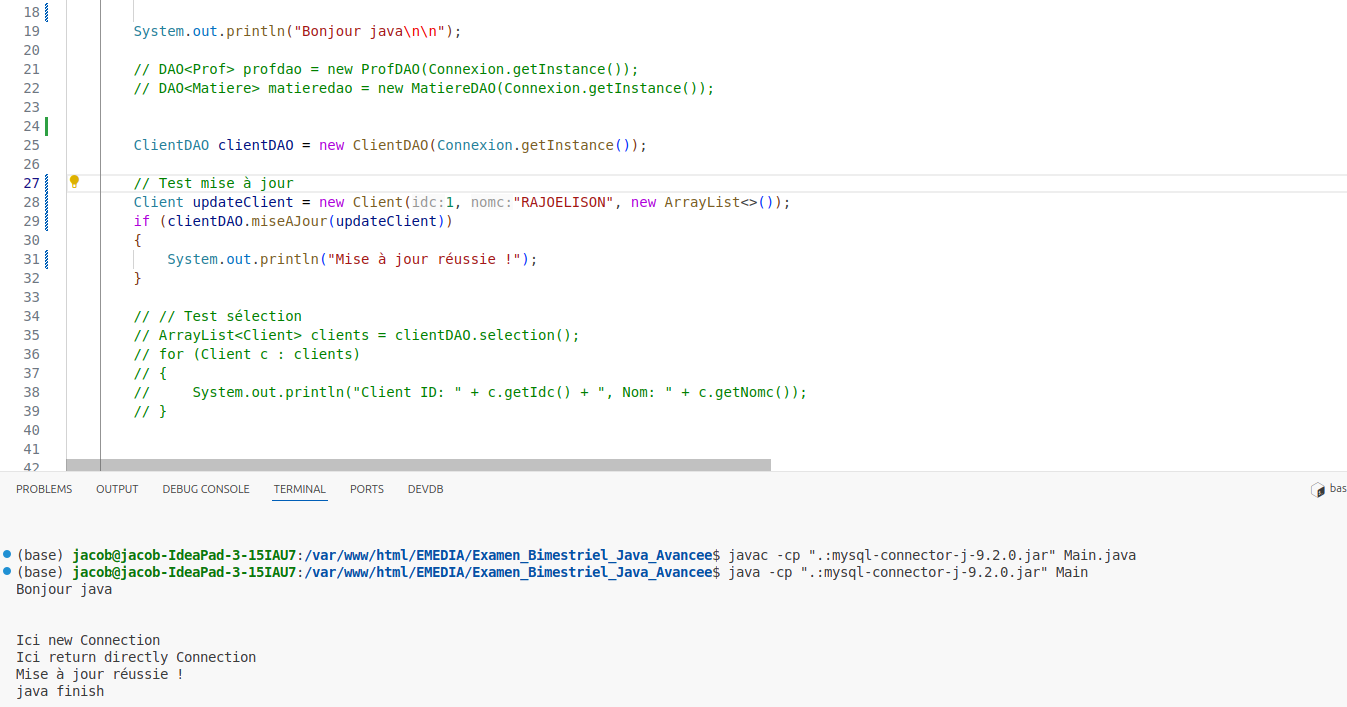 18
19 System.out.println("Bonjour java\n\n");
20
21 // DAO<Prof> profdao = new ProfDAO(Connexion.getInstance());
22 // DAO<Matiere> matieredao = new MatiereDAO(Connexion.getInstance());
23
24
25 ClientDAO clientDAO = new ClientDAO(Connexion.getInstance());
26
27 // Test mise à jour
28 Client updateClient = new Client(idc:1, nomc:"RAJOELISON", new ArrayList<>());
29 if (clientDAO.miseAJour(updateClient))
30 {
31 System.out.println("Mise à jour réussie !");
32 }
33
34 // // Test sélection
35 // ArrayList<Client> clients = clientDAO.selection();
36 // for (Client c : clients)
37 // {
38 //     System.out.println("Client ID: " + c.getIdc() + ", Nom: " + c.getNomc());
39 // }
40
41
42
PROBLEMS OUTPUT DEBUG CONSOLE TERMINAL PORTS DEVDB bas
(base) jacob@jacob-IdeaPad-3-15IAU7:/var/www/html/EMEDIA/Examen_Bimestriel_Java_Avancee$ javac -cp ".:mysql-connector-j-9.2.0.jar" Main.java
(base) jacob@jacob-IdeaPad-3-15IAU7:/var/www/html/EMEDIA/Examen_Bimestriel_Java_Avancee$ java -cp ".:mysql-connector-j-9.2.0.jar" Main
Bonjour java
Ici new Connection
Ici return directly Connection
Mise à jour réussie !
java finish